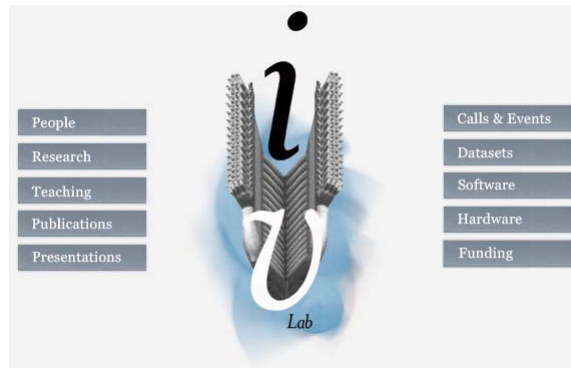 i
v
Lab
People
Research
Teaching
Publications
Presentations
Calls & Events
Datasets
Software
Hardware
Funding